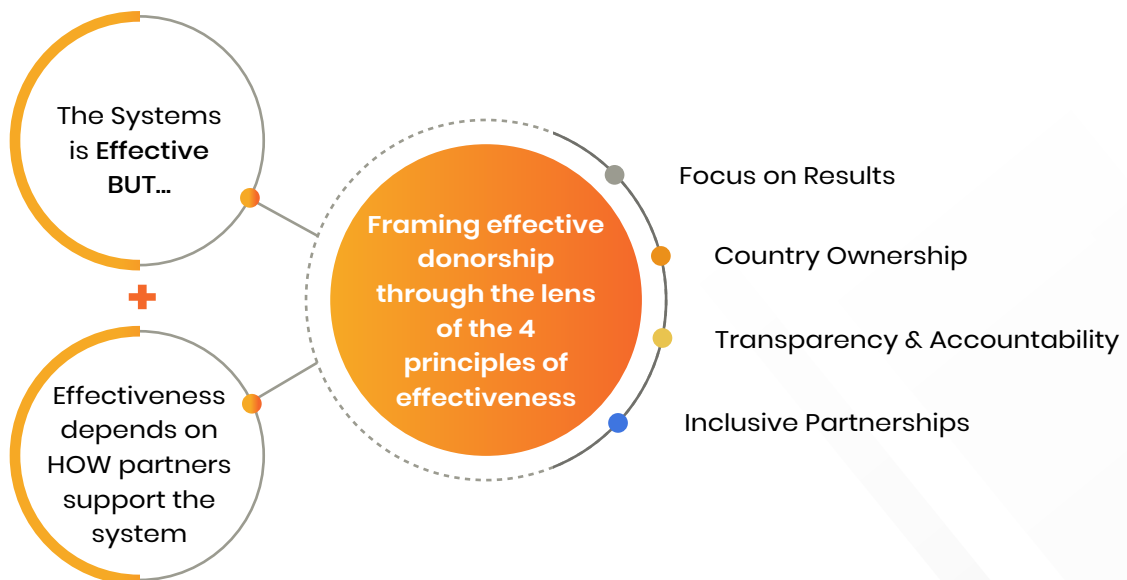 The Systems
is Effective
BUT...
Effectiveness
depends on
HOW partners
support the
system
Framing effective
donorship
through the lens
of the 4
principles of
effectiveness
Focus on Results
Country Ownership
Transparency & Accountability
Inclusive Partnerships